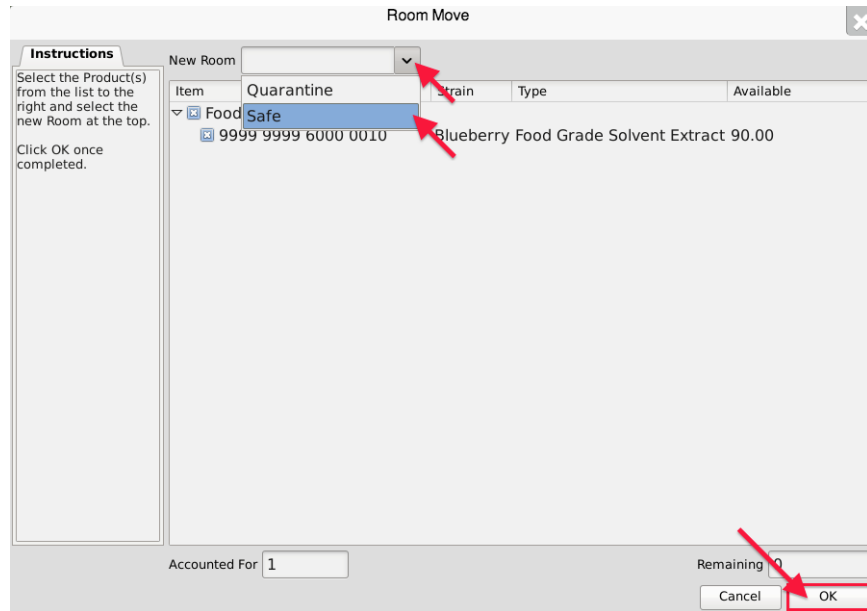 Room Move
Instructions
Select the Product(s)
from the list to the
right and select the
new Room at the top.
Click OK once
completed.
New Room
Quarantine
Safe
Item Strain Type Available
Food
9999 9999 6000 0010 Blueberry Food Grade Solvent Extract 90.00
Accounted For 1
Remaining 0
Cancel OK